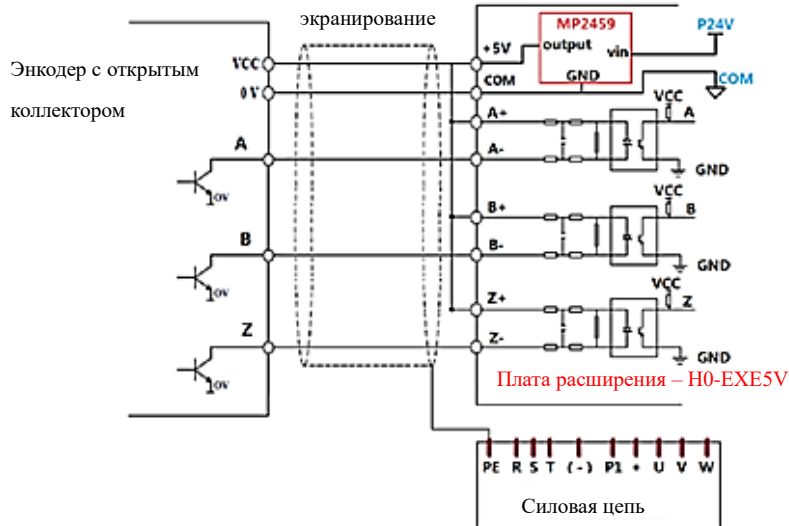 экранирование
MP2459
P24V
+5V
output
vin
Энкодер с открытым
коллектором
VCC
0V
COM
GND
COM
VCC
A+
A
A
A-
GND
0V
VCC
B+
B
B
B-
GND
0V
VCC
Z+
Z
Z
Z-
GND
0V
Плата расширения – H0-EXE5V
PE R S T (-) P1 + U V W
Силовая цепь